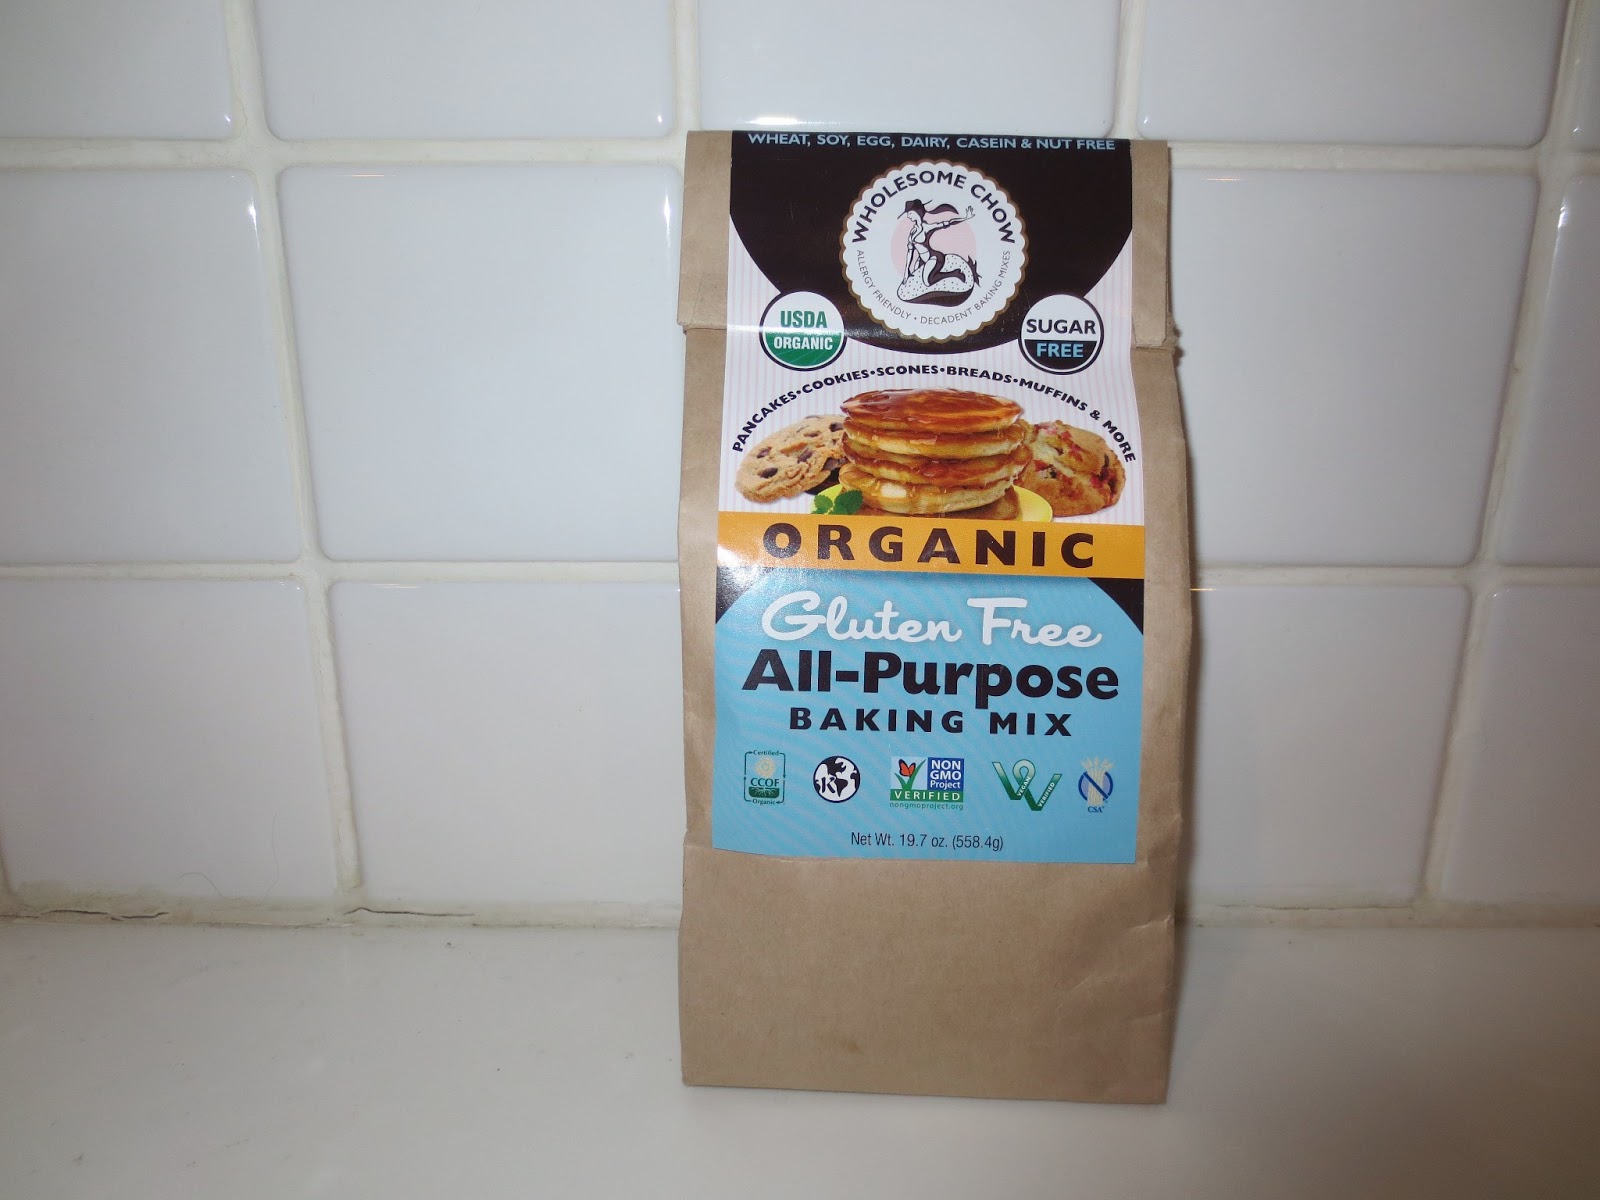 WHEAT, SOY, EGG, DAIRY, CASEIN & NUT FREE
WHOLESOME CHOW
ALLERGY FRIENDLY • DECADENT BAKING MIXES
USDA
ORGANIC
SUGAR
FREE
PANCAKES•COOKIES•SCONES•BREADS•MUFFINS & MORE
ORGANIC
Gluten Free
All-Purpose
BAKING MIX
Certified
CCOF
Organic
K
NON
GMO
Project
VERIFIED
nongmoproject.org
VEGAN
VERIFIED
CSA
Net Wt. 19.7 oz. (558.4g)